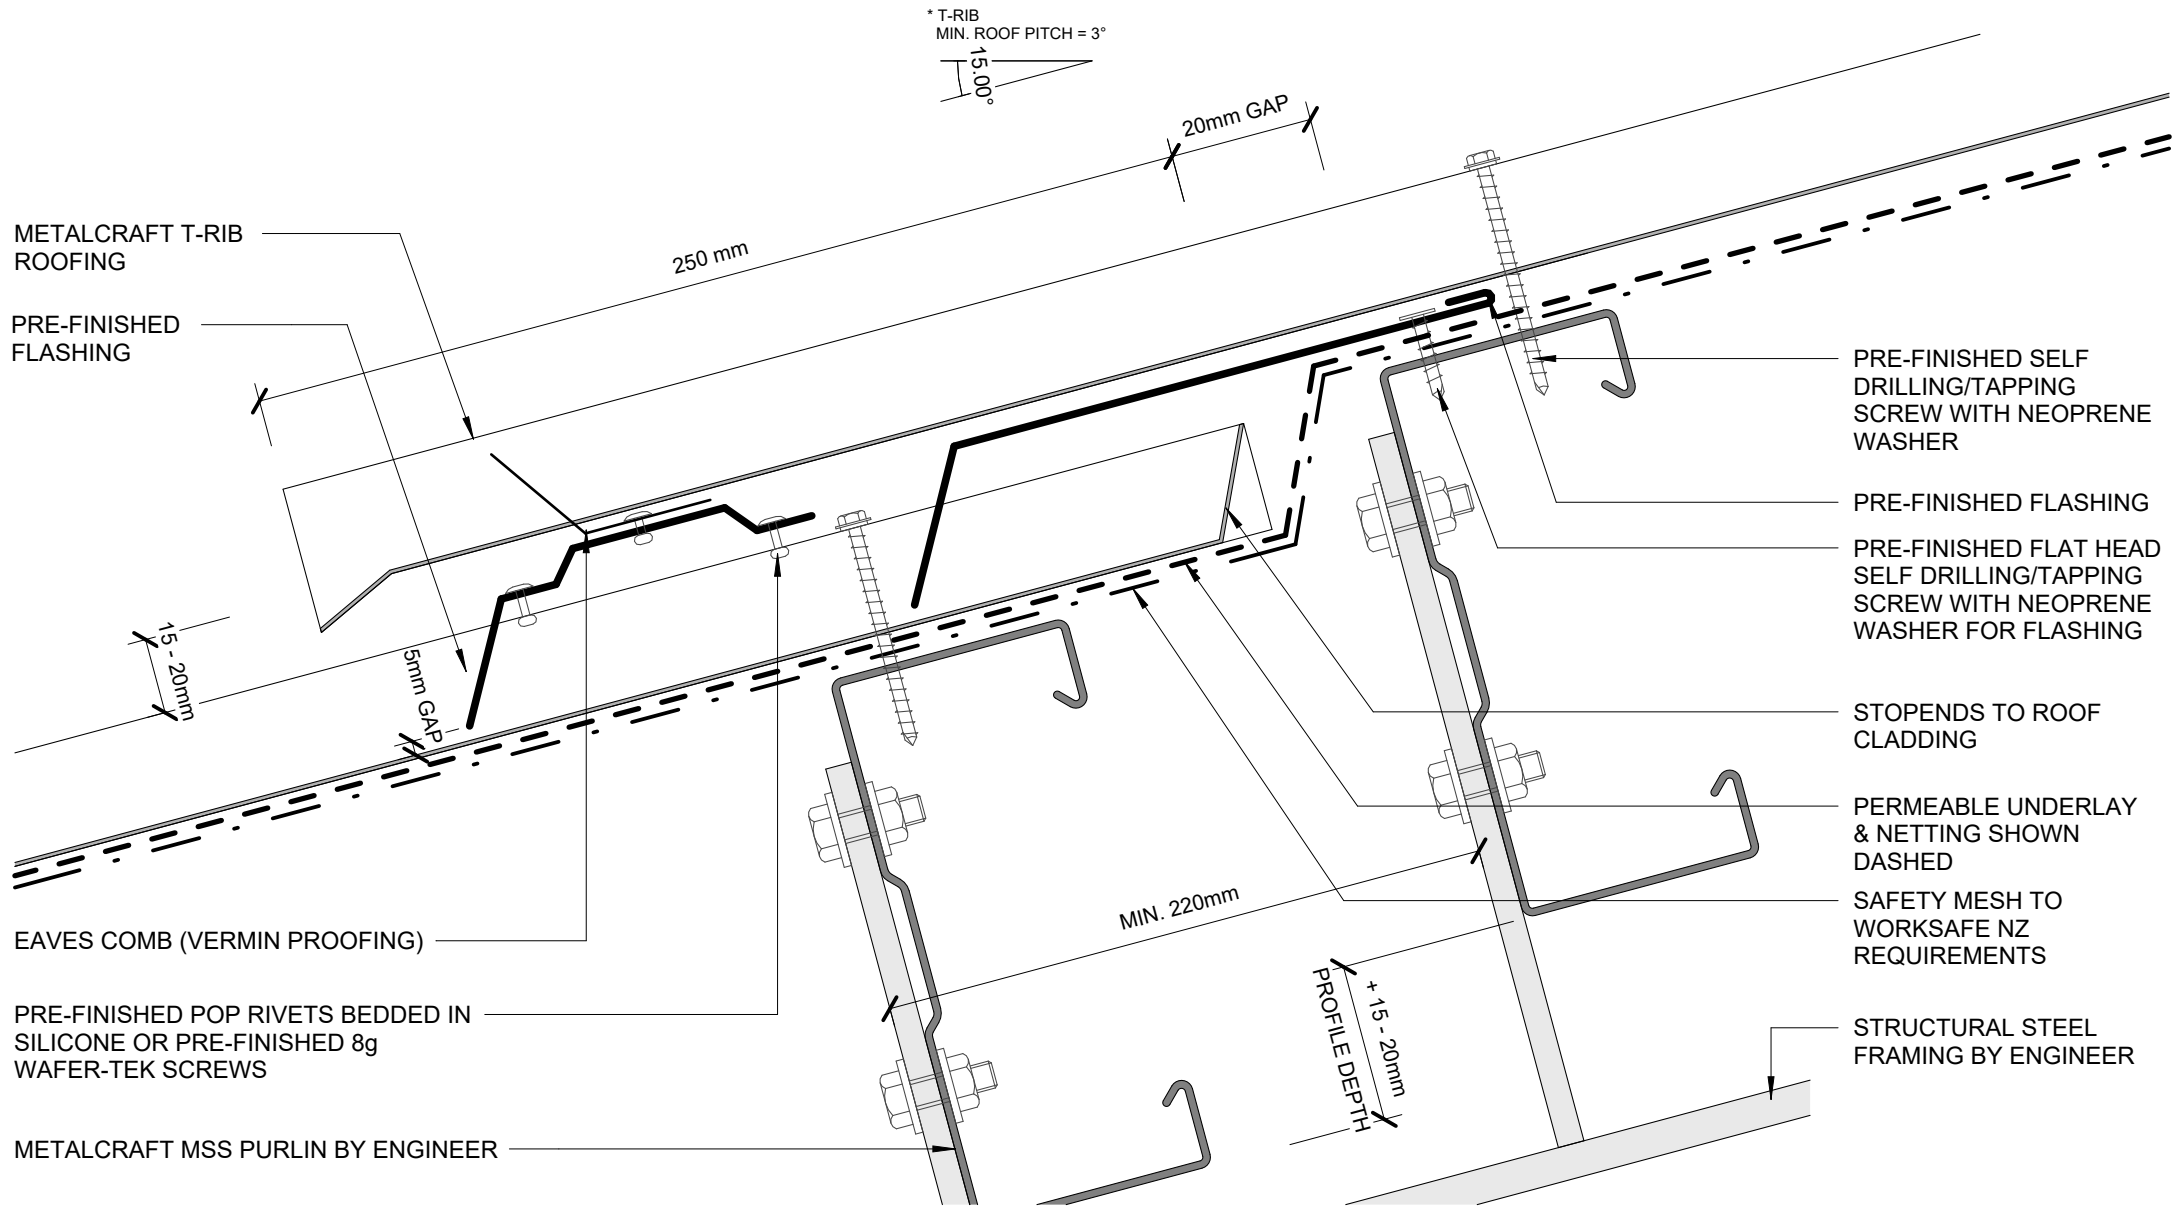 * T-RIB
MIN. ROOF PITCH = 3°
15.00°
20mm GAP
250 mm
METALCRAFT T-RIB
ROOFING
PRE-FINISHED
FLASHING
15 - 20mm
5mm GAP
EAVES COMB (VERMIN PROOFING)
PRE-FINISHED POP RIVETS BEDDED IN
SILICONE OR PRE-FINISHED 8g
WAFER-TEK SCREWS
METALCRAFT MSS PURLIN BY ENGINEER
MIN. 220mm
PROFILE DEPTH
+ 15 - 20mm
PRE-FINISHED SELF
DRILLING/TAPPING
SCREW WITH NEOPRENE
WASHER
PRE-FINISHED FLASHING
PRE-FINISHED FLAT HEAD
SELF DRILLING/TAPPING
SCREW WITH NEOPRENE
WASHER FOR FLASHING
STOPENDS TO ROOF
CLADDING
PERMEABLE UNDERLAY
& NETTING SHOWN
DASHED
SAFETY MESH TO
WORKSAFE NZ
REQUIREMENTS
STRUCTURAL STEEL
FRAMING BY ENGINEER